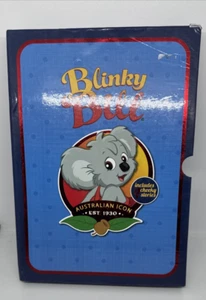 Blinky
Bill
includes
cheeky
stories!
AUSTRALIAN ICON
• EST 1930 •